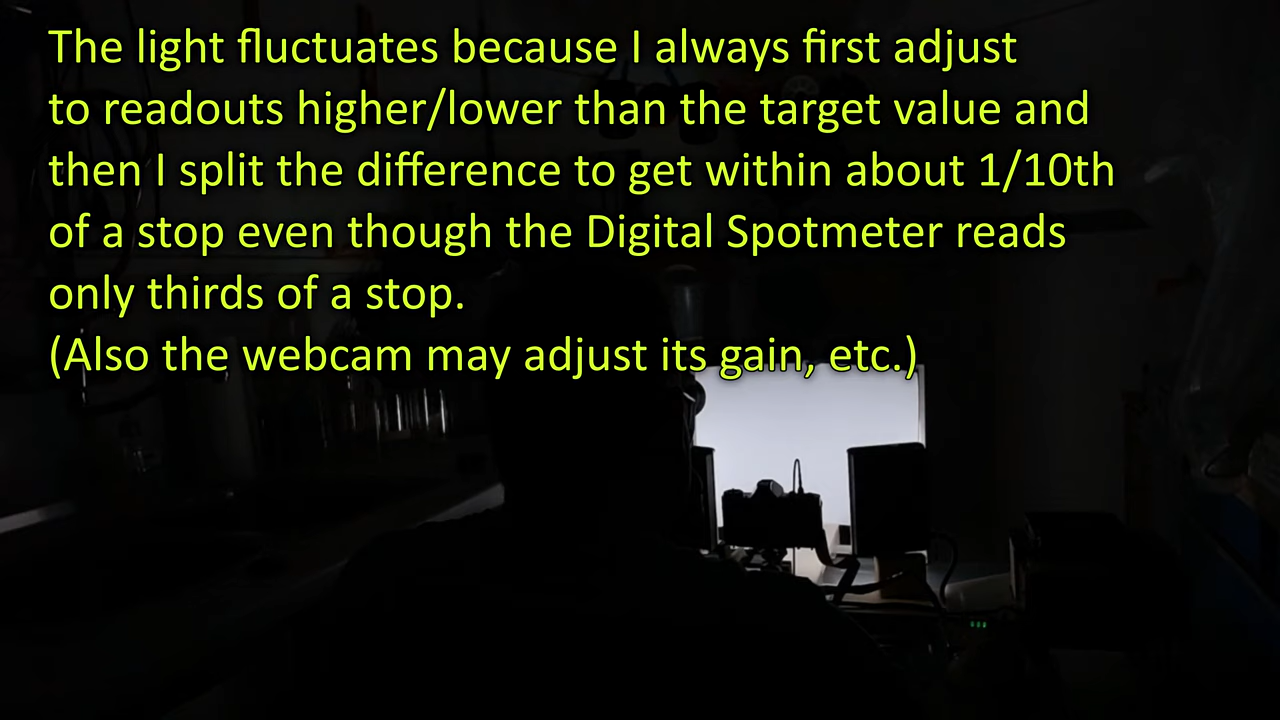 The light fluctuates because I always first adjust
to readouts higher/lower than the target value and
then I split the difference to get within about 1/10th
of a stop even though the Digital Spotmeter reads
only thirds of a stop.
(Also the webcam may adjust its gain, etc.)